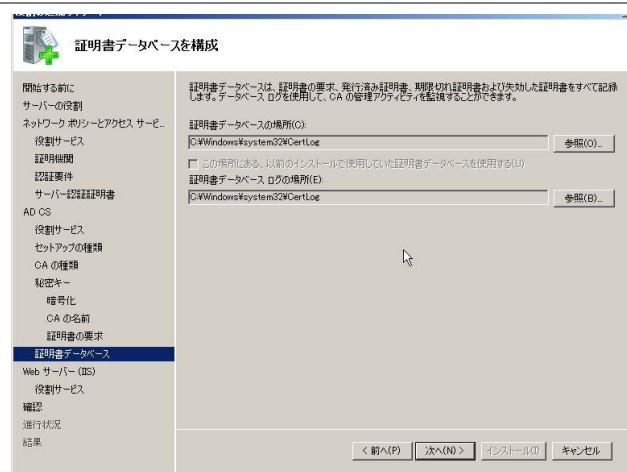 証明書データベースを構成
開始する前に
サーバーの役割
ネットワーク ポリシーとアクセス サービ...
役割サービス
証明機関
認証要件
サーバー認証証明書
AD CS
役割サービス
セットアップの種類
CA の種類
秘密キー
暗号化
CA の名前
証明書の要求
証明書データベース
Web サーバー (IIS)
役割サービス
確認
進行状況
結果
証明書データベースは、証明書の要求、発行済み証明書、期限切れ証明書および失効した証明書をすべて記録
します。データベース ログを使用して、CA の管理アクティビティを監視することができます。
証明書データベースの場所(C):
C:¥Windows¥system32¥CertLog
参照(O)...
この場所にある、以前のインストールで使用していた証明書データベースを使用する(U)
証明書データベース ログの場所(E):
C:¥Windows¥system32¥CertLog
参照(B)...
< 前へ(P)
次へ(N) >
インストール(I)
キャンセル